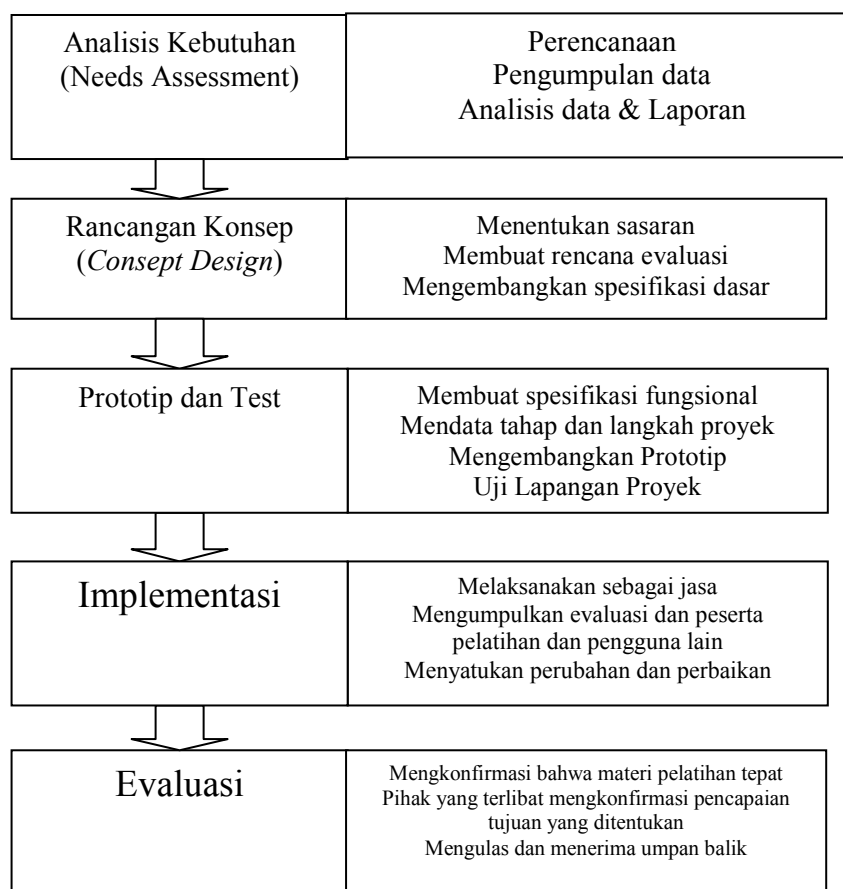 Analisis Kebutuhan
(Needs Assessment)
Perencanaan
Pengumpulan data
Analisis data & Laporan
Rancangan Konsep
(Consept Design)
Menentukan sasaran
Membuat rencana evaluasi
Mengembangkan spesifikasi dasar
Prototip dan Test
Membuat spesifikasi fungsional
Mendata tahap dan langkah proyek
Mengembangkan Prototip
Uji Lapangan Proyek
Implementasi
Melaksanakan sebagai jasa
Mengumpulkan evaluasi dan peserta
pelatihan dan pengguna lain
Menyatukan perubahan dan perbaikan
Evaluasi
Mengkonfirmasi bahwa materi pelatihan tepat
Pihak yang terlibat mengkonfirmasi pencapaian
tujuan yang ditentukan
Mengulas dan menerima umpan balik